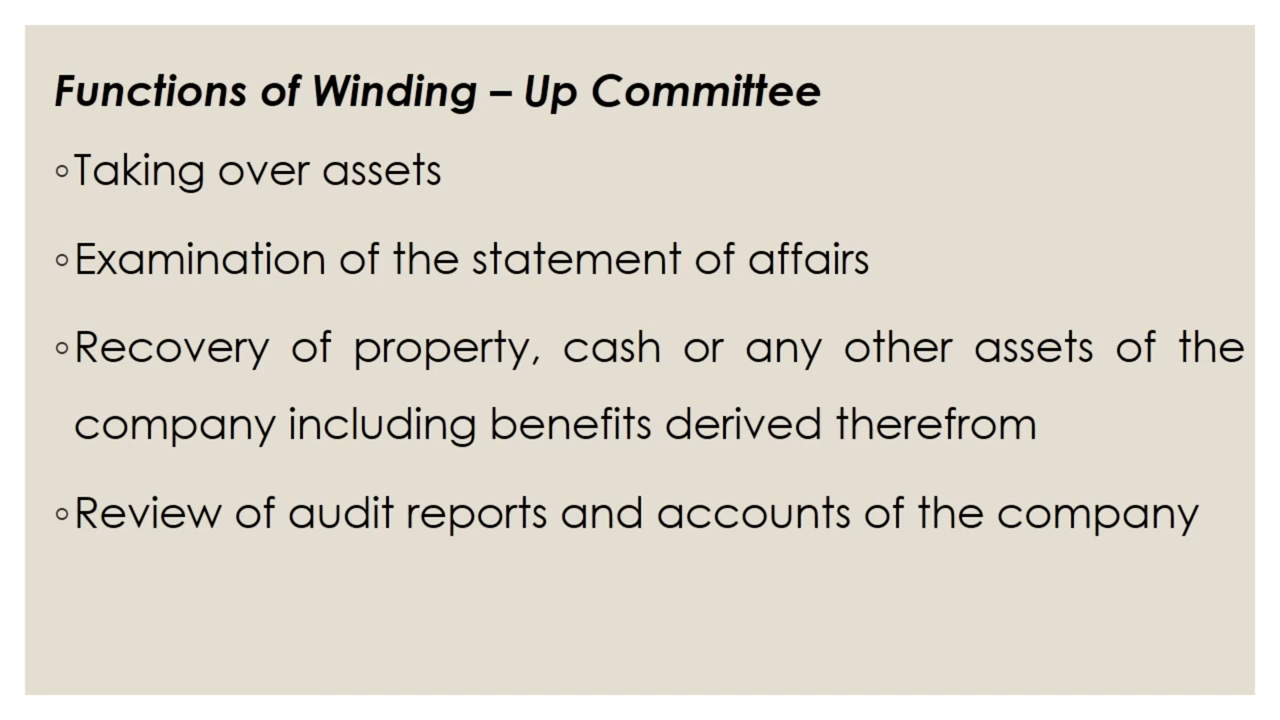 Functions of Winding – Up Committee
◦Taking over assets
◦Examination of the statement of affairs
◦Recovery of property, cash or any other assets of the
company including benefits derived therefrom
◦Review of audit reports and accounts of the company